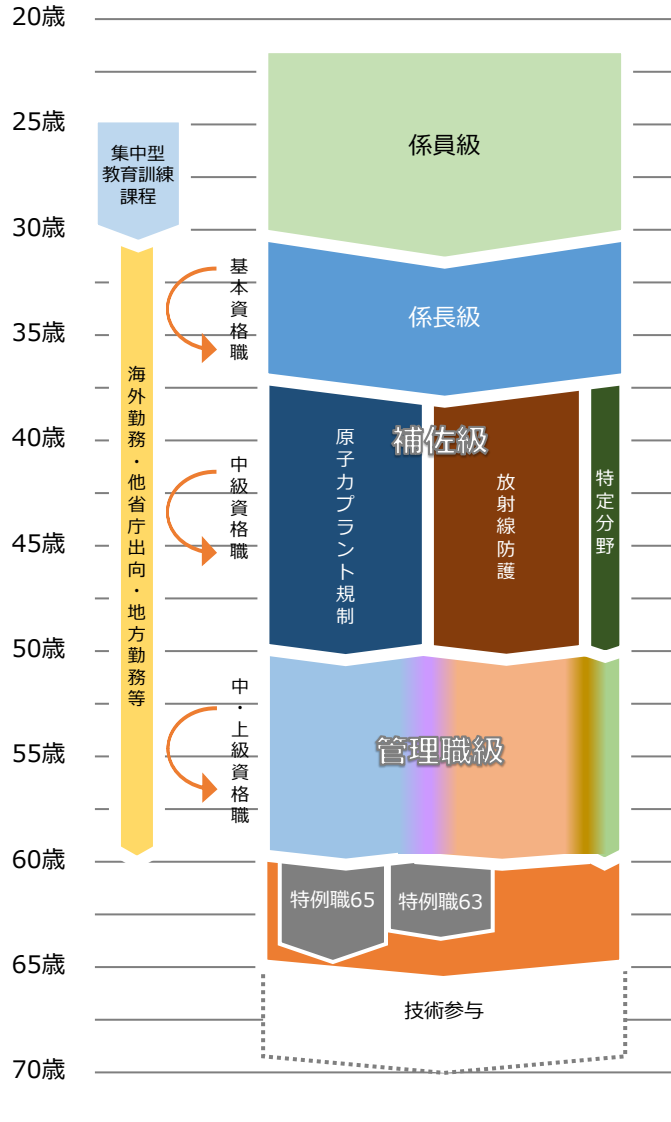 20歳
25歳
30歳
35歳
40歳
45歳
50歳
55歳
60歳
65歳
70歳
集中型
教育訓練
課程
海外勤務・他省庁出向・地方勤務等
基本資格職
中級資格職
中・上級資格職
係員級
係長級
補佐級
原子力プラント規制
放射線防護
特定分野
管理職級
特例職65
特例職63
技術参与